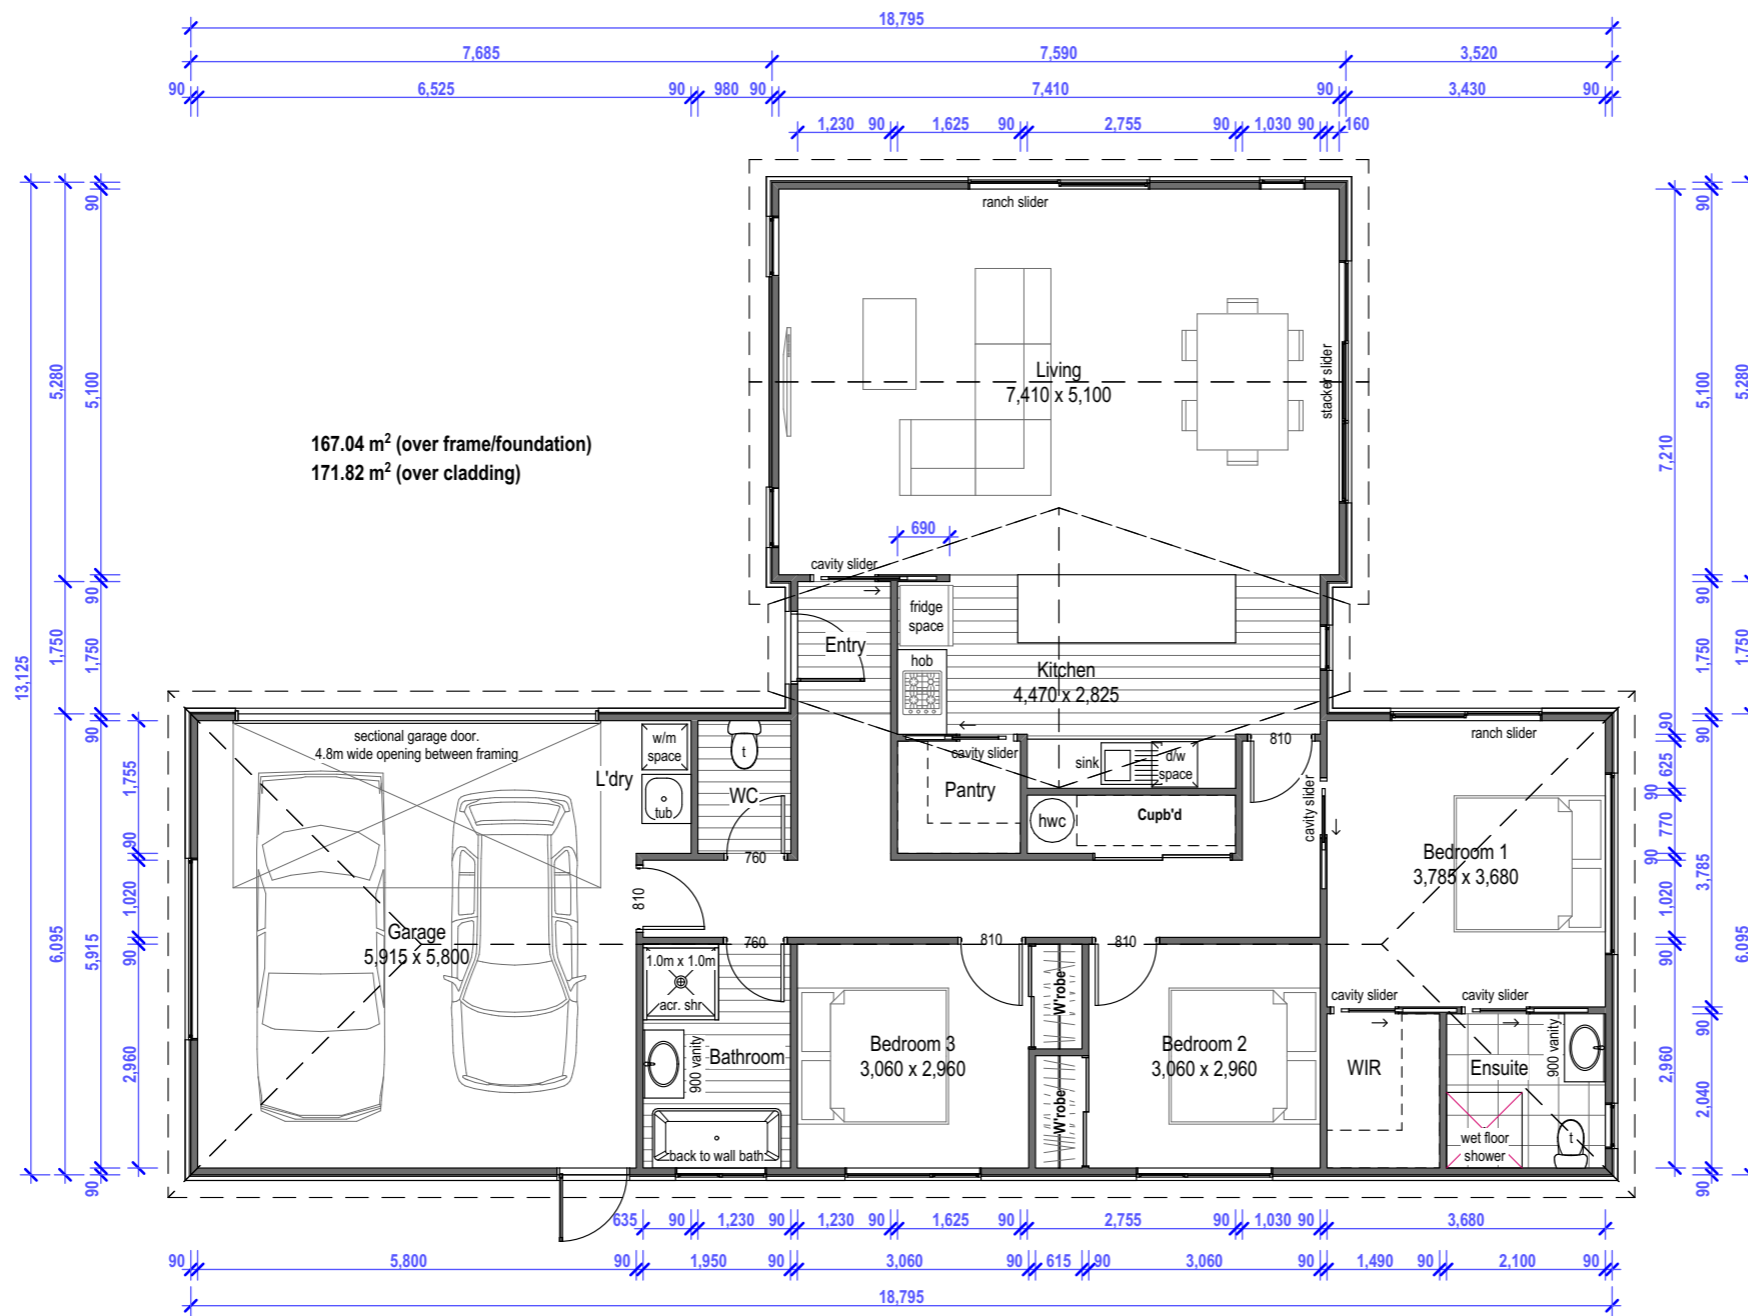 18,795
7,685 7,590 3,520
90 6,525 90 980 90 7,410 90 3,430 90
1,230 90 1,625 90 2,755 90 1,030 90 160
ranch slider
Living
7,410 x 5,100
stacker slider
167.04 m² (over frame/foundation)
171.82 m² (over cladding)
690
cavity slider
fridge
space
Entry
hob
Kitchen
4,470 x 2,825
cavity slider
sink
d/w
space
810
ranch slider
sectional garage door.
4.8m wide opening between framing
w/m
space
L'dry
tub
t
WC
760
Pantry
hwc
Cupb'd
cavity slider
Bedroom 1
3,785 x 3,680
810
Garage
5,915 x 5,800
760
810
810
1.0m x 1.0m
acr. shr
W'robe
cavity slider
cavity slider
900 vanity
Bathroom
Bedroom 3
3,060 x 2,960
Bedroom 2
3,060 x 2,960
WIR
Ensuite
900 vanity
W'robe
back to wall bath
wet floor
shower
t
13,125
5,280
1,750
6,095
90
5,100
90
1,750
90
5,915
90
1,755
90
1,020
90
2,960
7,210
90
625
90
770
90
1,020
90
2,960
90
5,100
90
1,750
90
3,785
90
2,040
90
5,280
1,750
6,095
635 90 1,230 90 1,230 90 1,625 90 2,755 90 1,030 90 3,680
90 5,800 90 1,950 90 3,060 90 615 90 3,060 90 1,490 90 2,100 90
18,795